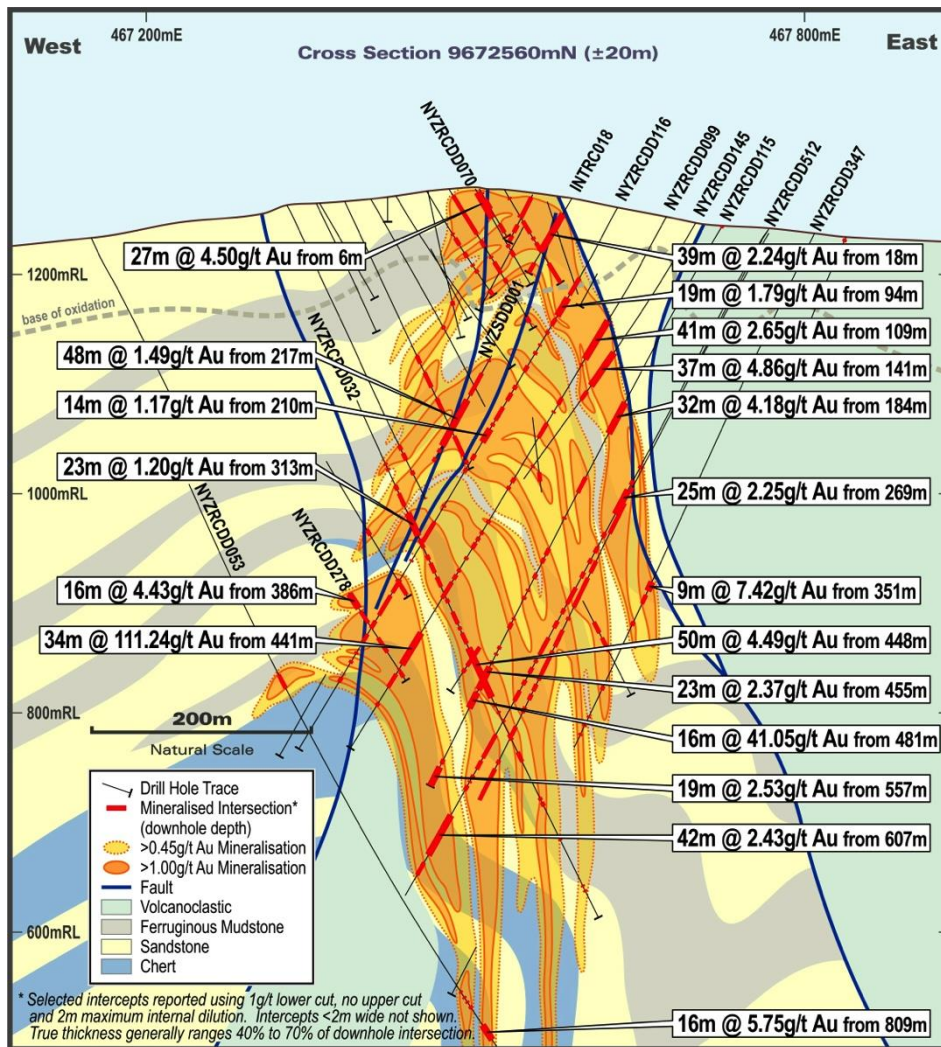 West
467 200mE
Cross Section 9672560mN (±20m)
467 800mE
East
NYZRCDD070
INTRC018
NYZRCDD116
NYZRCDD099
NYZRCDD145
NYZRCDD115
NYZRCDD512
NYZRCDD347
27m @ 4.50g/t Au from 6m
39m @ 2.24g/t Au from 18m
1200mRL
19m @ 1.79g/t Au from 94m
base of oxidation
NYZSDD001
NYZRCDD032
41m @ 2.65g/t Au from 109m
48m @ 1.49g/t Au from 217m
37m @ 4.86g/t Au from 141m
14m @ 1.17g/t Au from 210m
32m @ 4.18g/t Au from 184m
23m @ 1.20g/t Au from 313m
1000mRL
25m @ 2.25g/t Au from 269m
NYZRCDD053
NYZRCDD278
16m @ 4.43g/t Au from 386m
9m @ 7.42g/t Au from 351m
34m @ 111.24g/t Au from 441m
50m @ 4.49g/t Au from 448m
23m @ 2.37g/t Au from 455m
800mRL
200m
Natural Scale
16m @ 41.05g/t Au from 481m
19m @ 2.53g/t Au from 557m
42m @ 2.43g/t Au from 607m
Drill Hole Trace
Mineralised Intersection*
(downhole depth)
>0.45g/t Au Mineralisation
>1.00g/t Au Mineralisation
Fault
Volcanoclastic
Ferruginous Mudstone
Sandstone
Chert
600mRL
* Selected intercepts reported using 1g/t lower cut, no upper cut
and 2m maximum internal dilution. Intercepts <2m wide not shown.
True thickness generally ranges 40% to 70% of downhole intersection.
16m @ 5.75g/t Au from 809m